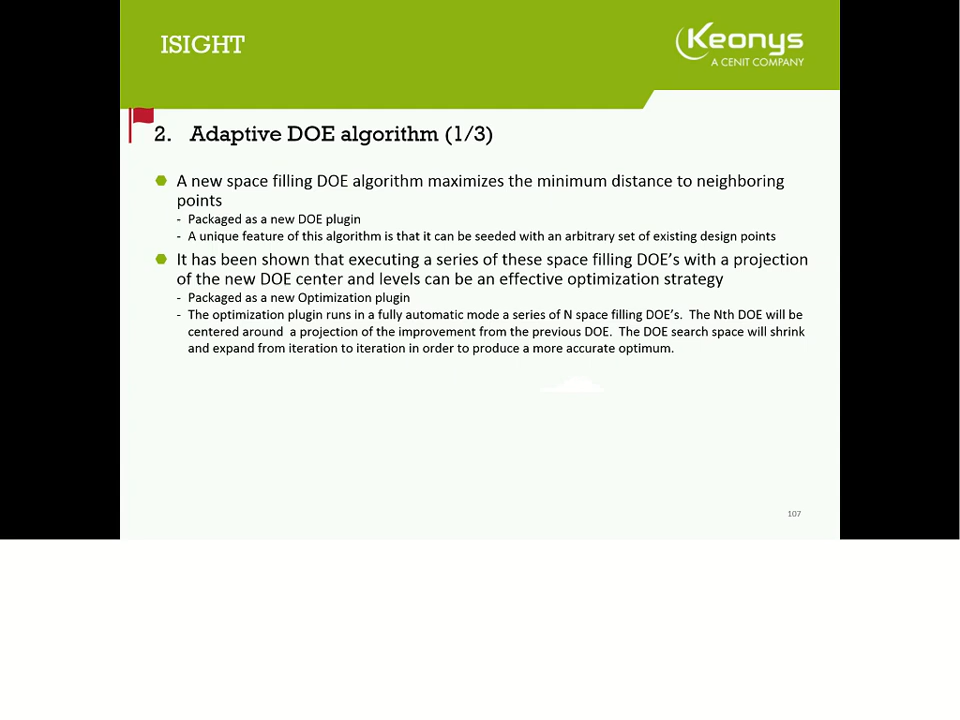 ISIGHT
Keonys
A CENIT COMPANY
2. Adaptive DOE algorithm (1/3)
A new space filling DOE algorithm maximizes the minimum distance to neighboring
points
- Packaged as a new DOE plugin
- A unique feature of this algorithm is that it can be seeded with an arbitrary set of existing design points
It has been shown that executing a series of these space filling DOE's with a projection
of the new DOE center and levels can be an effective optimization strategy
- Packaged as a new Optimization plugin
- The optimization plugin runs in a fully automatic mode a series of N space filling DOE's. The Nth DOE will be
centered around a projection of the improvement from the previous DOE. The DOE search space will shrink
and expand from iteration to iteration in order to produce a more accurate optimum.
107